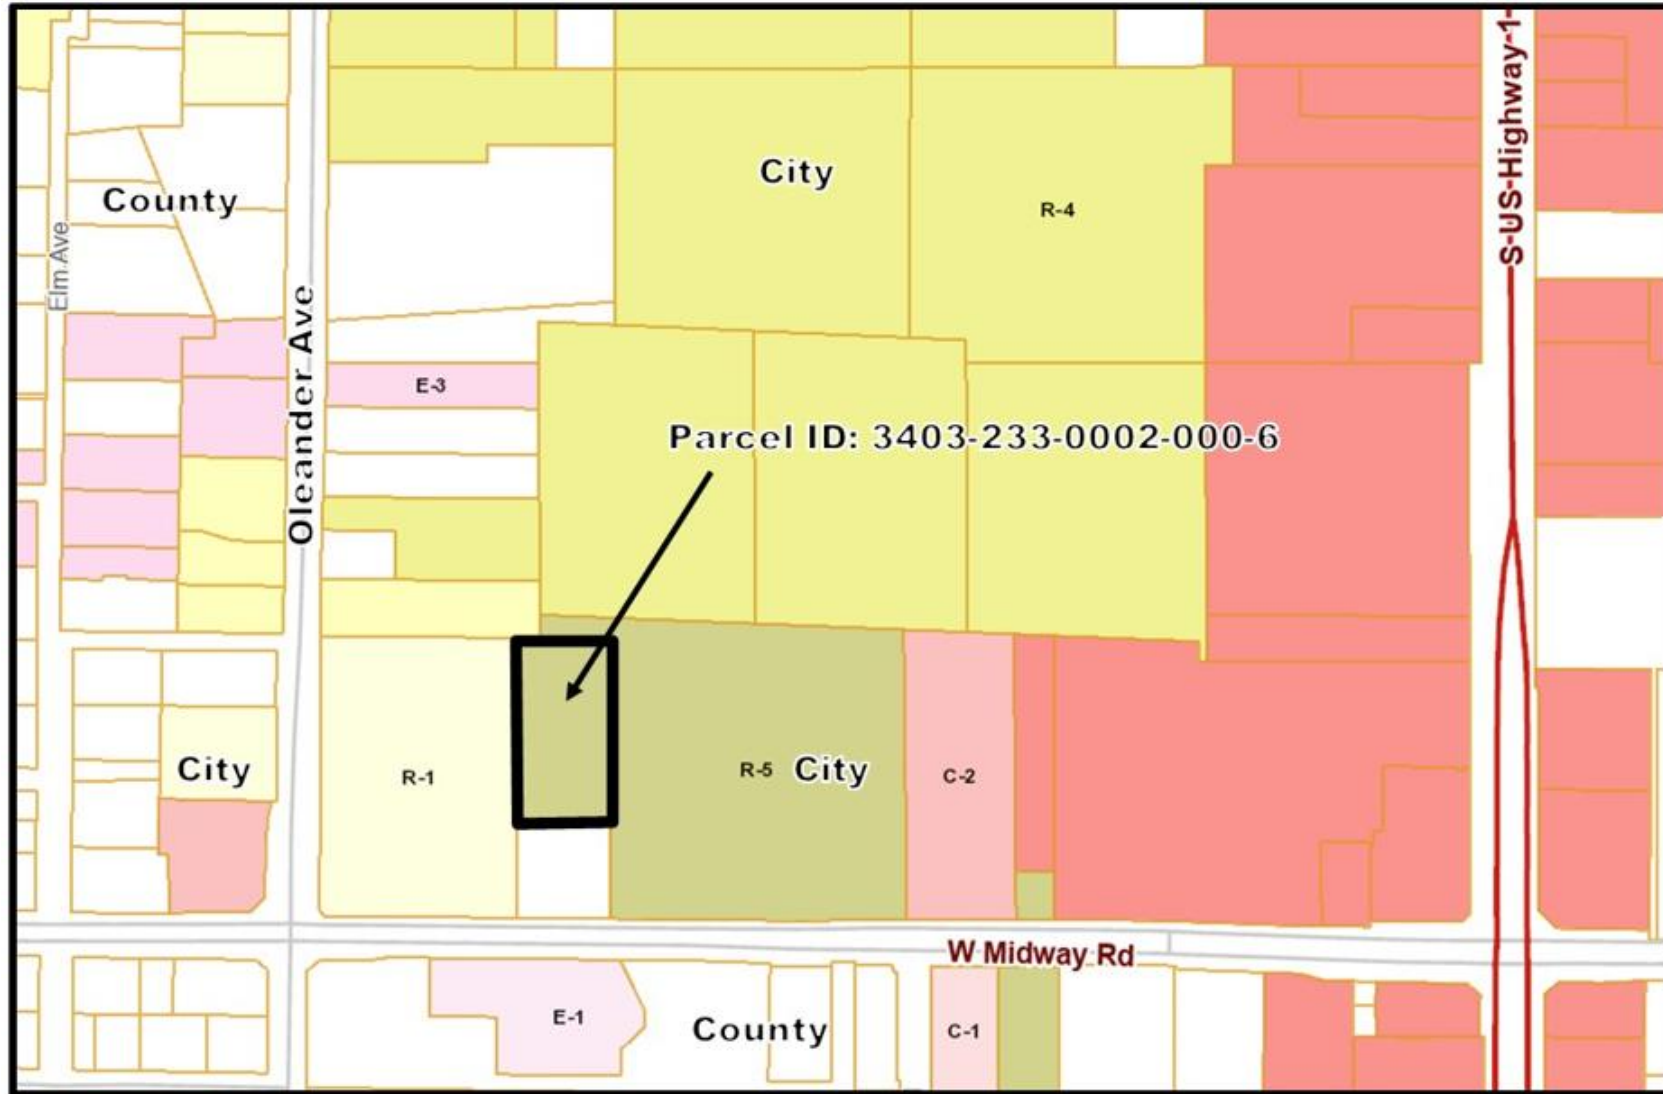 S-US-Highway-1
City
County
R-4
Elm Ave
Oleander Ave
E-3
Parcel ID: 3403-233-0002-000-6
City
R-1
R-5
City
C-2
W Midway Rd
E-1
County
C-1